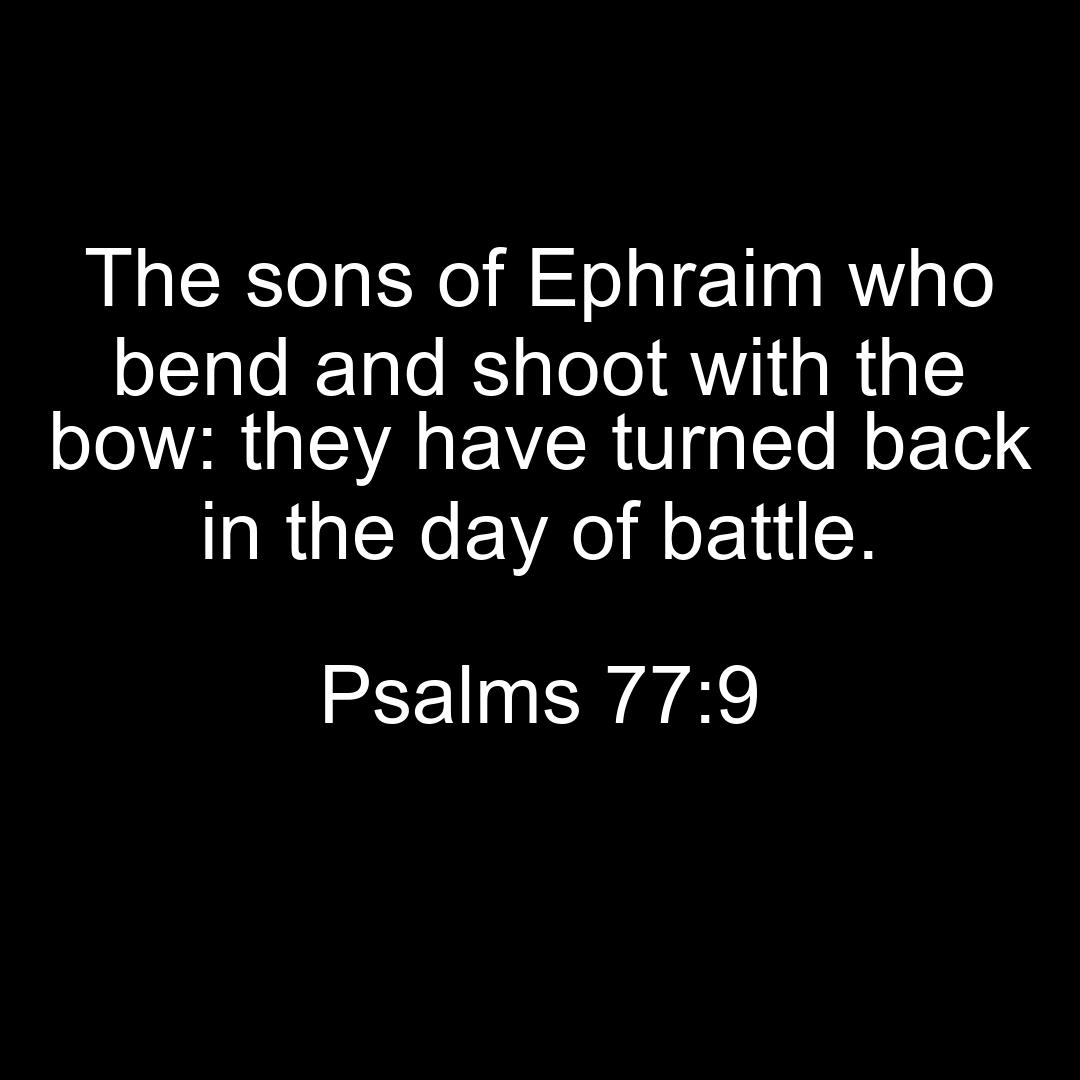 The sons of Ephraim who
bend and shoot with the
bow: they have turned back
in the day of battle.
Psalms 77:9